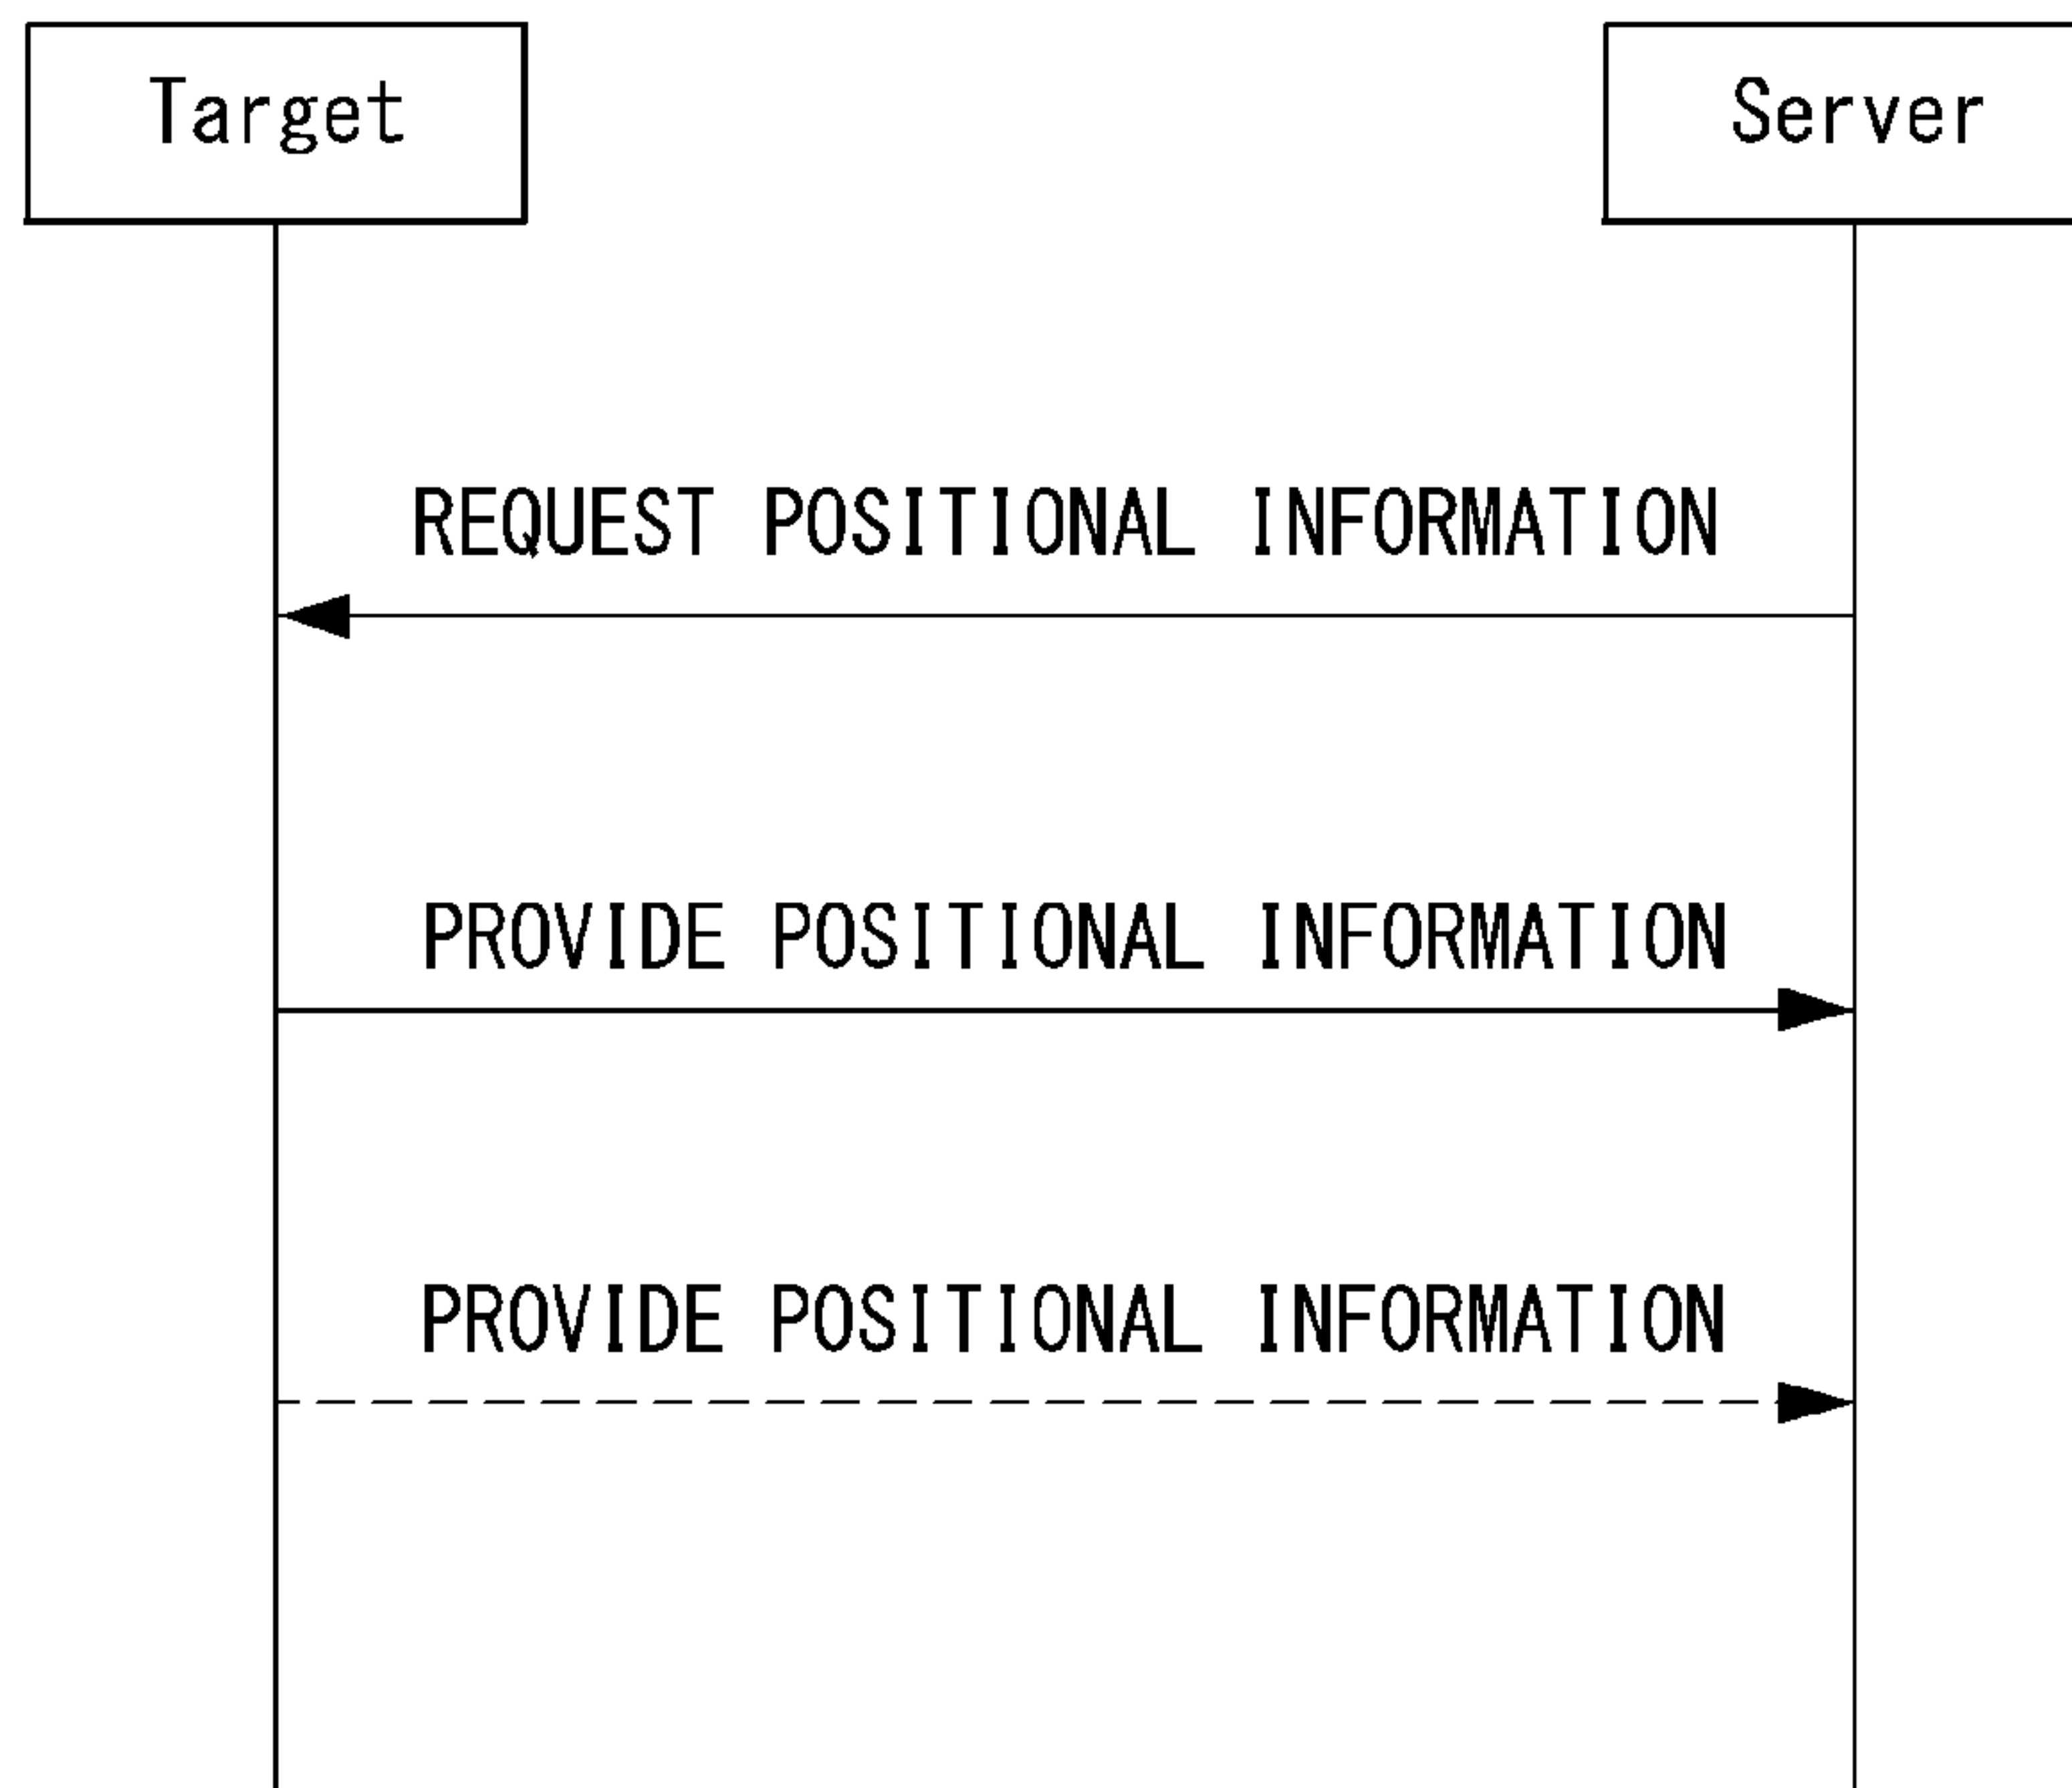 Target
Server
REQUEST POSITIONAL INFORMATION
PROVIDE POSITIONAL INFORMATION
PROVIDE POSITIONAL INFORMATION